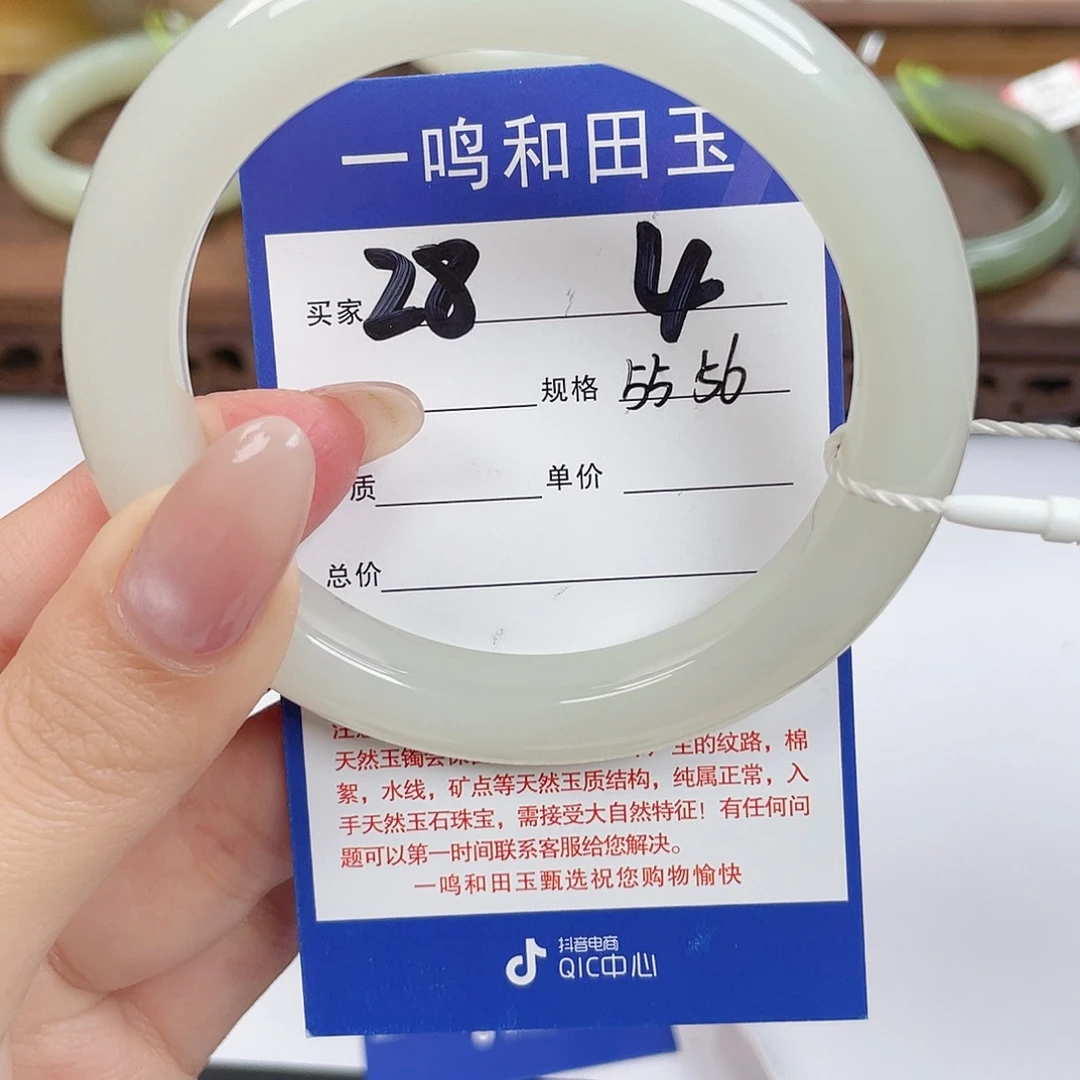 一鸣和田玉
买家 28 4
规格 55 56
质 单价
总价
天然玉镯会 生的纹路，棉
絮，水线，矿点等天然玉质结构，纯属正常，入
手天然玉石珠宝，需接受大自然特征！有任何问
题可以第一时间联系客服给您解决。
一鸣和田玉甄选祝您购物愉快
抖音电商
QIC中心